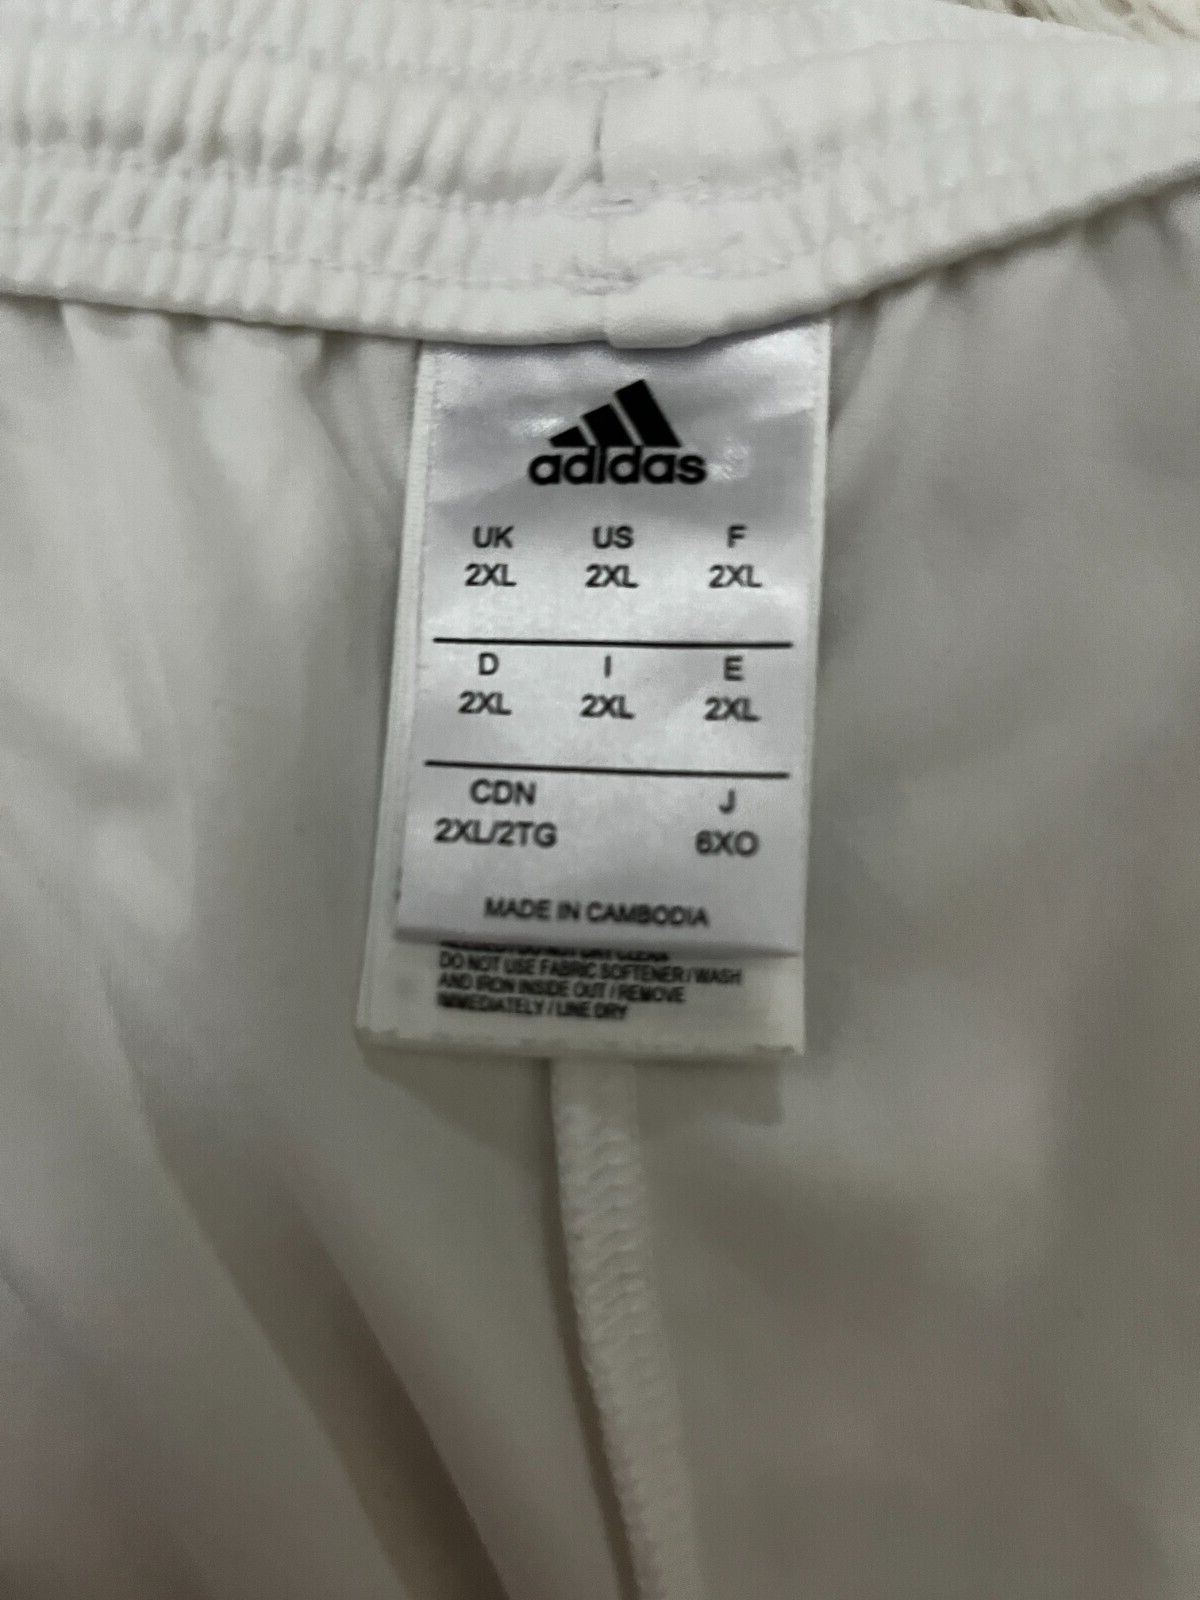 adidas
UK US F
2XL 2XL 2XL
D I E
2XL 2XL 2XL
CDN J
2XL/2TG 6XO
MADE IN CAMBODIA
DO NOT USE FABRIC SOFTENER / WASH
AND IRON INSIDE OUT / REMOVE
IMMEDIATELY / LINE DRY